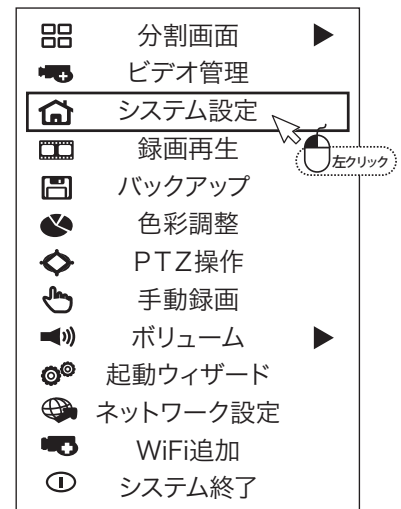 分割画面
ビデオ管理
システム設定
左クリック
録画再生
バックアップ
色彩調整
PTZ操作
手動録画
ボリューム
起動ウィザード
ネットワーク設定
WiFi追加
システム終了